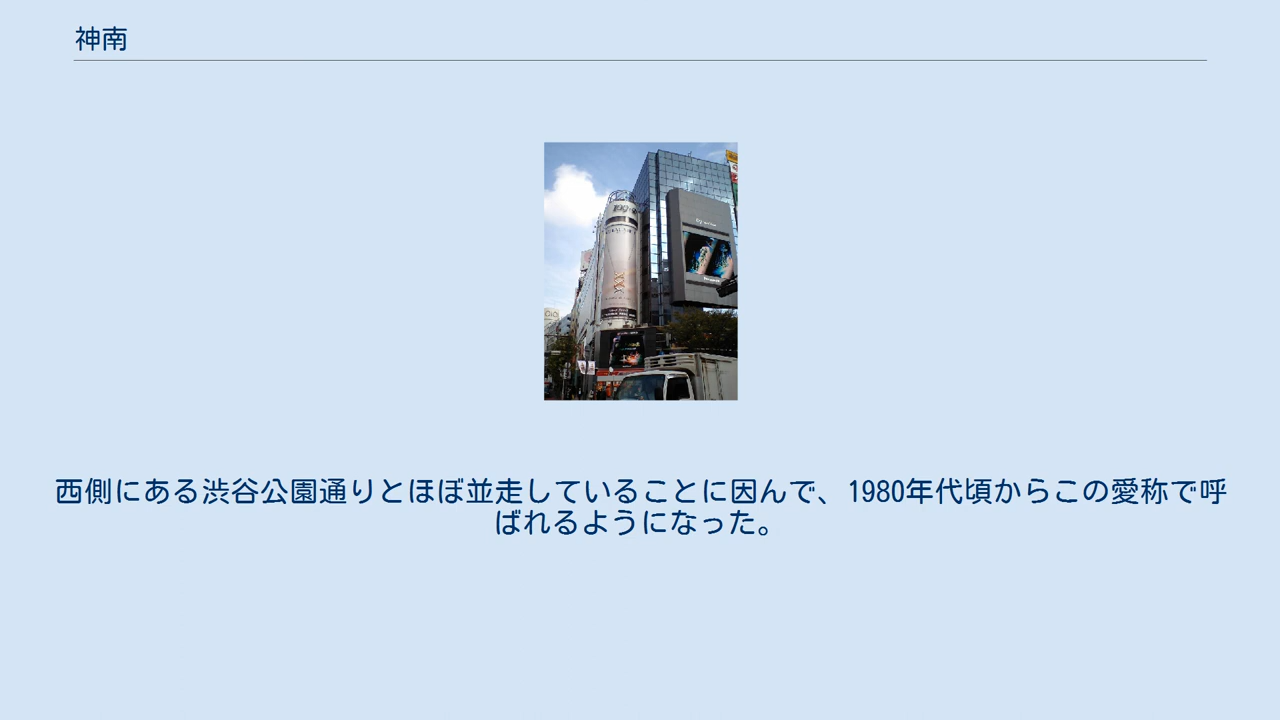 神南
西側にある渋谷公園通りとほぼ並走していることに因んで、1980年代頃からこの愛称で呼
ばれるようになった。